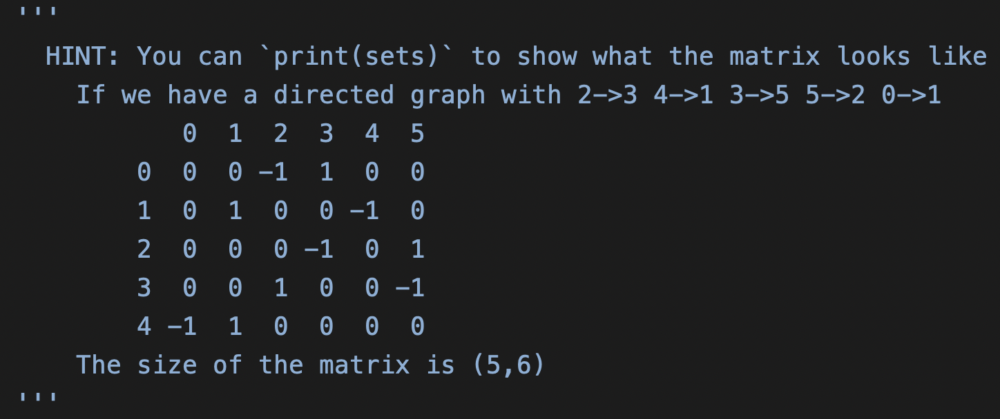 '''
  HINT: You can `print(sets)` to show what the matrix looks like
    If we have a directed graph with 2->3 4->1 3->5 5->2 0->1
           0  1  2  3  4  5
        0  0  0 -1  1  0  0
        1  0  1  0  0 -1  0
        2  0  0  0 -1  0  1
        3  0  0  1  0  0 -1
        4 -1  1  0  0  0  0
    The size of the matrix is (5,6)
'''